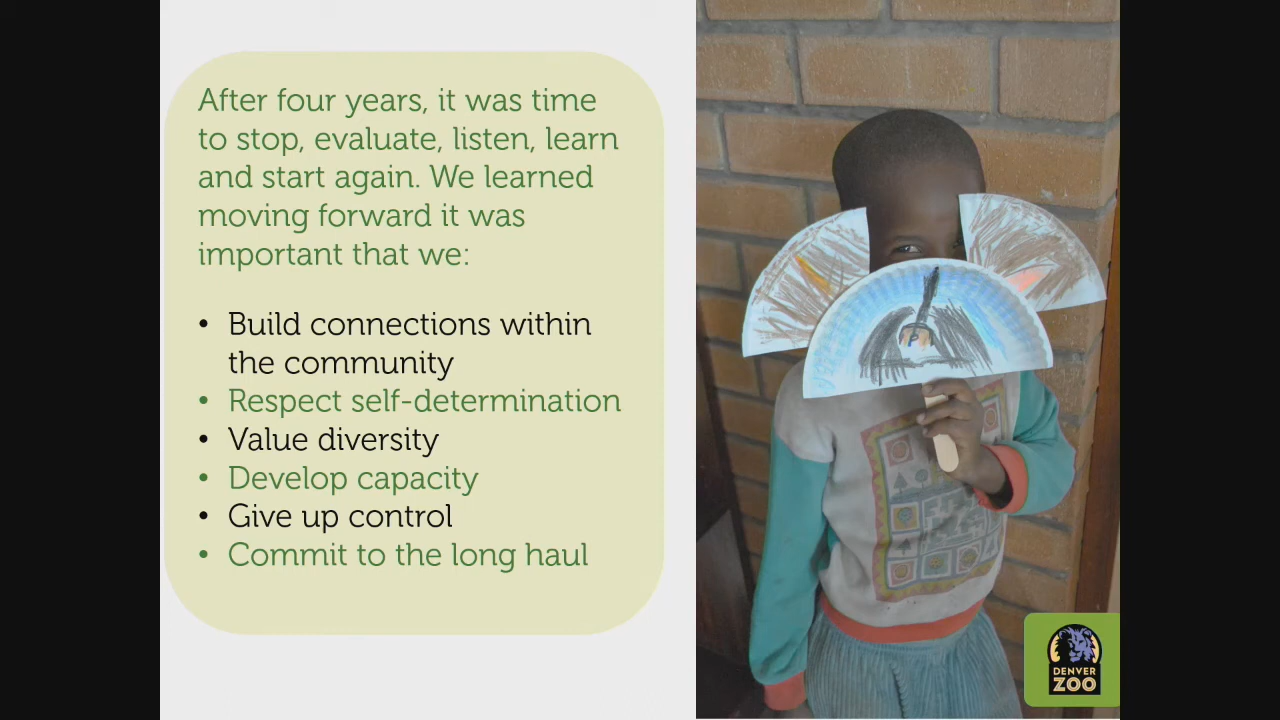 After four years, it was time
to stop, evaluate, listen, learn
and start again. We learned
moving forward it was
important that we:
• Build connections within
the community
• Respect self-determination
• Value diversity
• Develop capacity
• Give up control
• Commit to the long haul
DENVER
ZOO